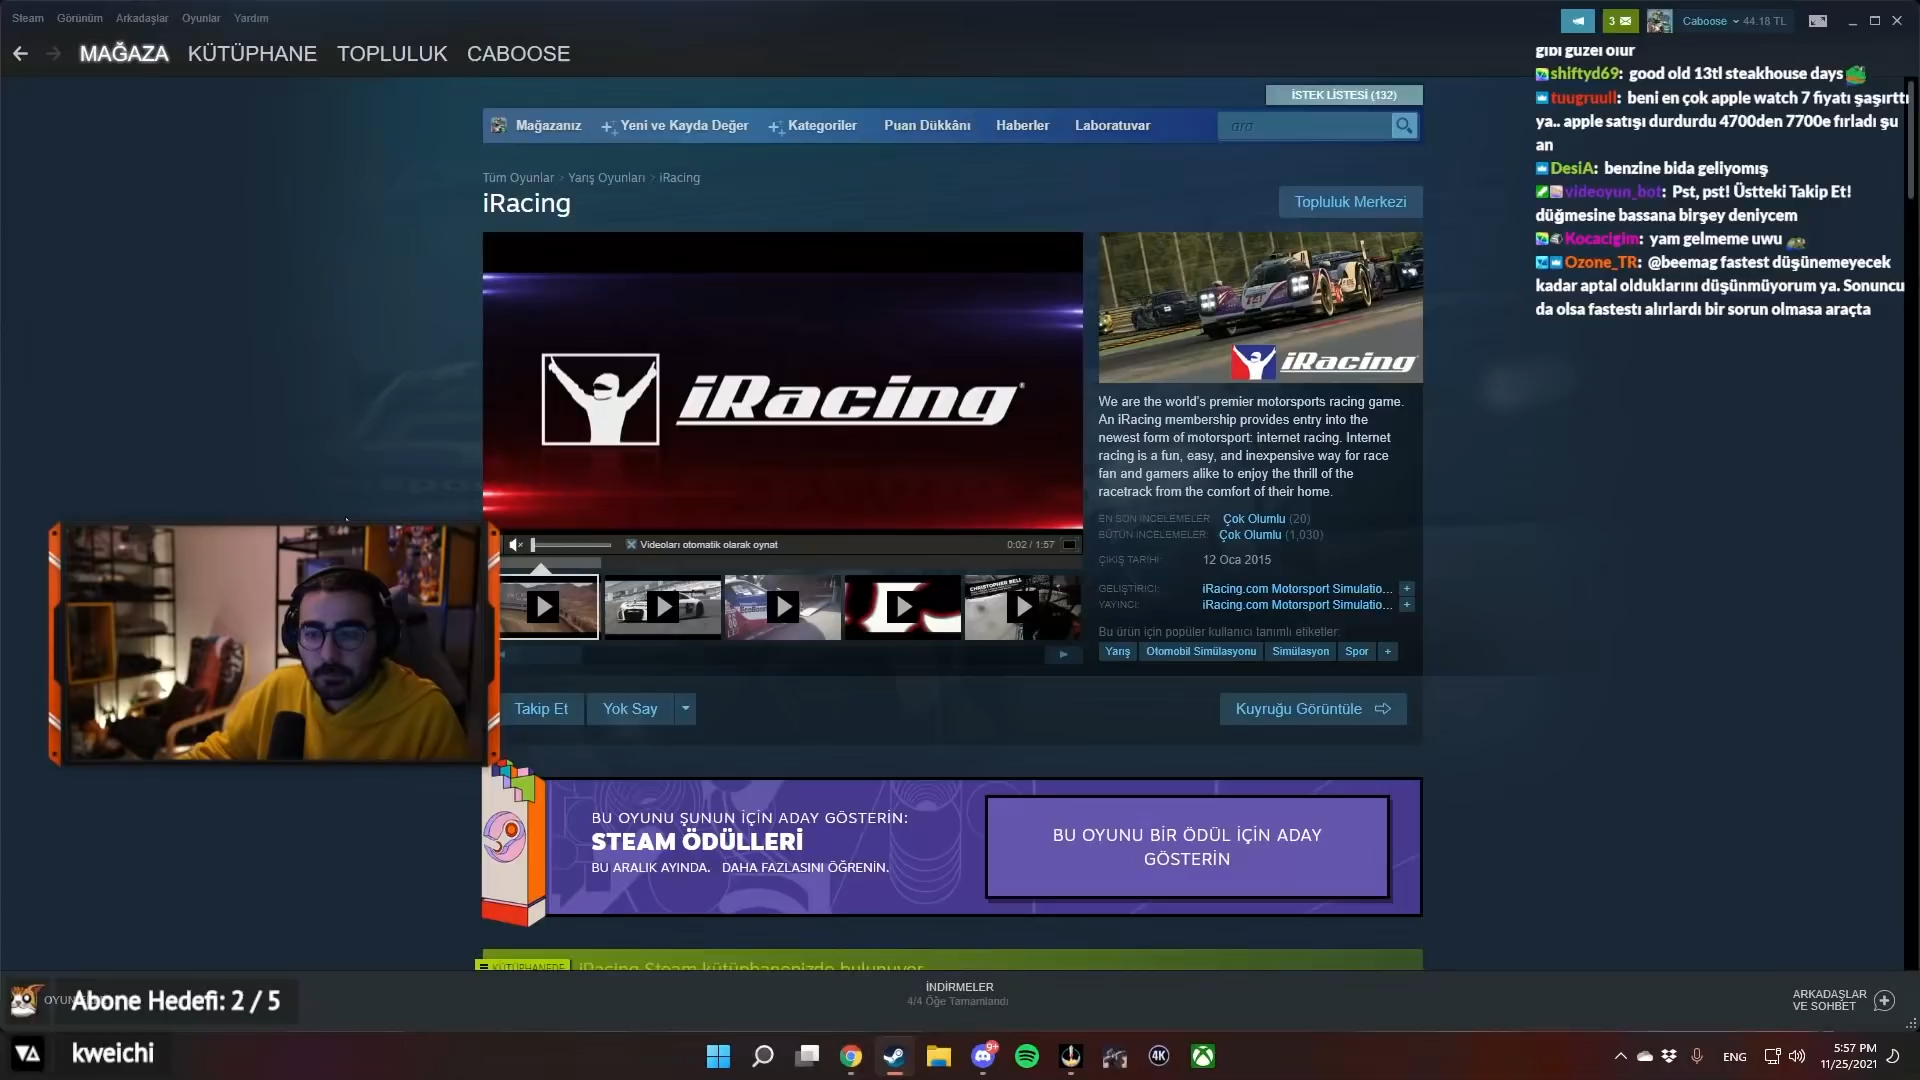 Steam Görünüm Arkadaşlar Oyunlar Yardım
3 Caboose 44.18 TL
MAĞAZA KÜTÜPHANE TOPLULUK CABOOSE
İSTEK LİSTESİ (132)
Mağazanız Yeni ve Kayda Değer Kategoriler Puan Dükkânı Haberler Laboratuvar ara
Tüm Oyunlar > Yarış Oyunları > iRacing
iRacing
Topluluk Merkezi
iRacing
iRacing
We are the world's premier motorsports racing game.
An iRacing membership provides entry into the
newest form of motorsport: internet racing. Internet
racing is a fun, easy, and inexpensive way for race
fan and gamers alike to enjoy the thrill of the
racetrack from the comfort of their home.
EN SON İNCELEMELER: Çok Olumlu (20)
BÜTÜN İNCELEMELER: Çok Olumlu (1,030)
ÇIKIŞ TARİHİ: 12 Oca 2015
GELİŞTİRİCİ: iRacing.com Motorsport Simulatio... +
YAYINCI: iRacing.com Motorsport Simulatio... +
Bu ürün için popüler kullanıcı tanımlı etiketler:
Yarış Otomobil Simülasyonu Simülasyon Spor +
Videoları otomatik olarak oynat 0:02 / 1:57
CHRISTOPHER BELL
Takip Et Yok Say
Kuyruğu Görüntüle
BU OYUNU ŞUNUN İÇİN ADAY GÖSTERİN:
STEAM ÖDÜLLERİ
BU ARALIK AYINDA. DAHA FAZLASINI ÖĞRENİN.
BU OYUNU BİR ÖDÜL İÇİN ADAY
GÖSTERİN
KÜTÜPHANEDE iRacing Steam kütüphanenizde bulunuyor
gibi güzel olur
shiftyd69: good old 13tl steakhouse days
tuugruull: beni en çok apple watch 7 fiyatı şaşırttı
ya.. apple satışı durdurdu 4700den 7700e fırladı şu
an
DesiA: benzine bida geliyomış
videoyun_bot: Pst, pst! Üstteki Takip Et!
düğmesine bassana birşey deniycem
Kocacigim: yam gelmeme uwu
Ozone_TR: @beemag fastest düşünemeyecek
kadar aptal olduklarını düşünmüyorum ya. Sonuncu
da olsa fastestı alırlardı bir sorun olmasa araçta
Abone Hedefi: 2 / 5
İNDİRMELER
4/4 Öğe Tamamlandı
ARKADAŞLAR
VE SOHBET
kweichi
9+
4K
ENG
5:57 PM
11/25/2021